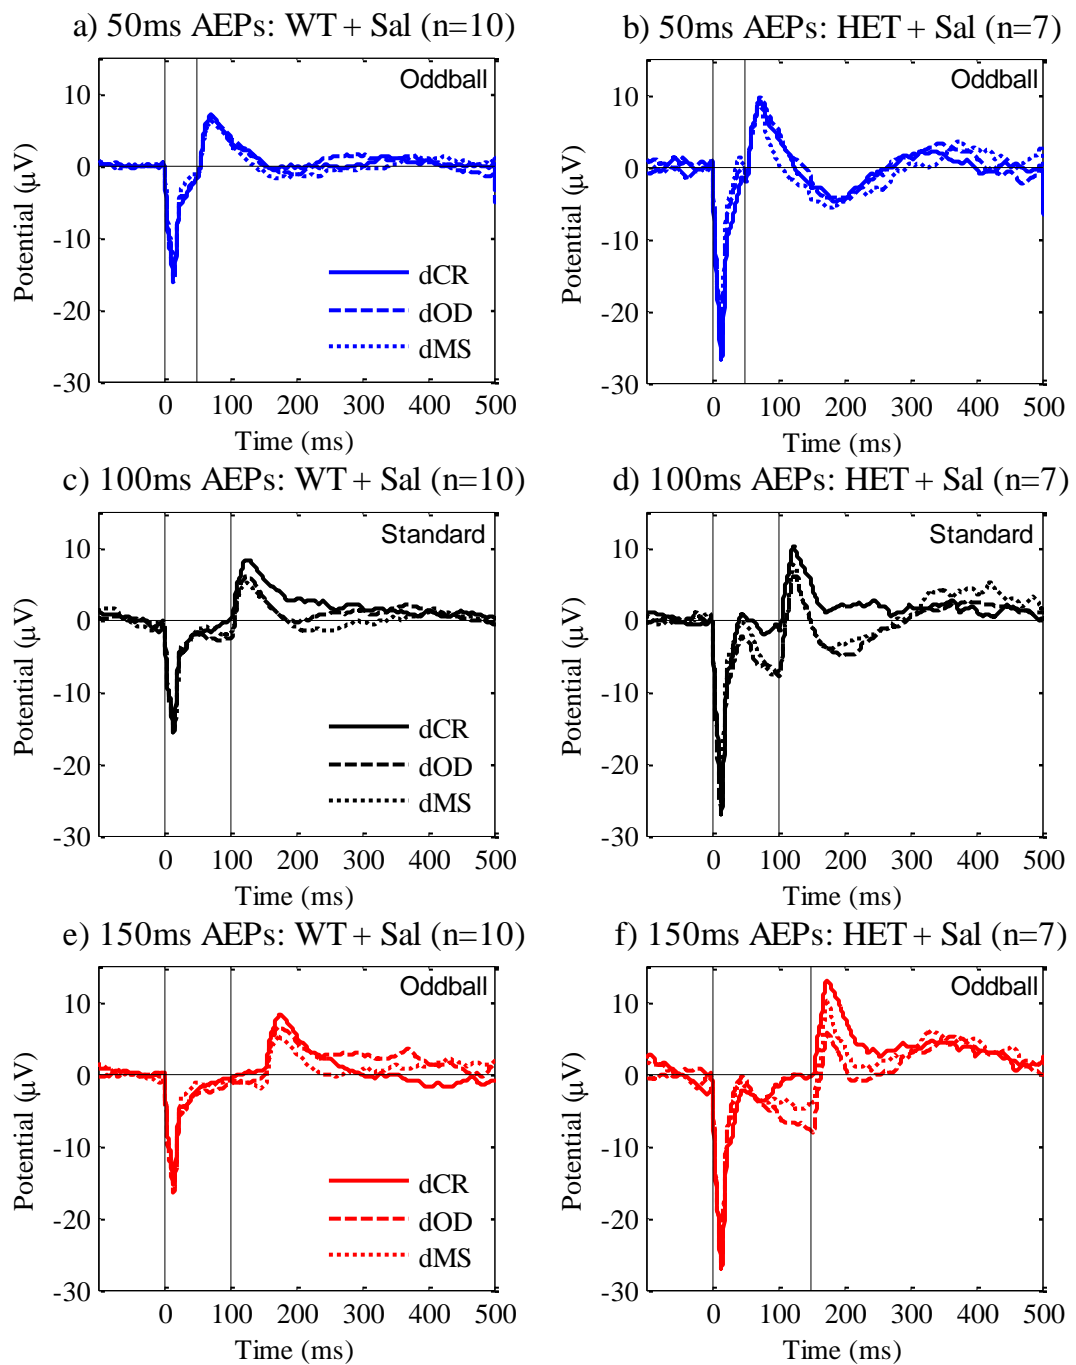 a) 50ms AEPs: WT + Sal (n=10)
b) 50ms AEPs: HET + Sal (n=7)
Oddball
Oddball
10
0
-10
-20
-30
Potential (µV)
dCR
dOD
dMS
0 100 200 300 400 500
Time (ms)
10
0
-10
-20
-30
Potential (µV)
0 100 200 300 400 500
Time (ms)
c) 100ms AEPs: WT + Sal (n=10)
d) 100ms AEPs: HET + Sal (n=7)
Standard
Standard
10
0
-10
-20
-30
Potential (µV)
dCR
dOD
dMS
0 100 200 300 400 500
Time (ms)
10
0
-10
-20
-30
Potential (µV)
0 100 200 300 400 500
Time (ms)
e) 150ms AEPs: WT + Sal (n=10)
f) 150ms AEPs: HET + Sal (n=7)
Oddball
Oddball
10
0
-10
-20
-30
Potential (µV)
dCR
dOD
dMS
0 100 200 300 400 500
Time (ms)
10
0
-10
-20
-30
Potential (µV)
0 100 200 300 400 500
Time (ms)